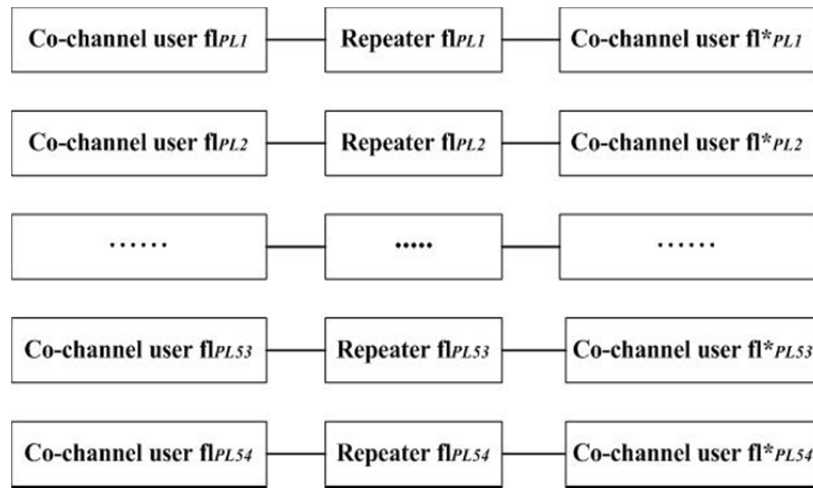 Co-channel user flPL1 Repeater flPL1 Co-channel user fl*PL1
Co-channel user flPL2 Repeater flPL2 Co-channel user fl*PL2
...... ..... ......
Co-channel user flPL53 Repeater flPL53 Co-channel user fl*PL53
Co-channel user flPL54 Repeater flPL54 Co-channel user fl*PL54